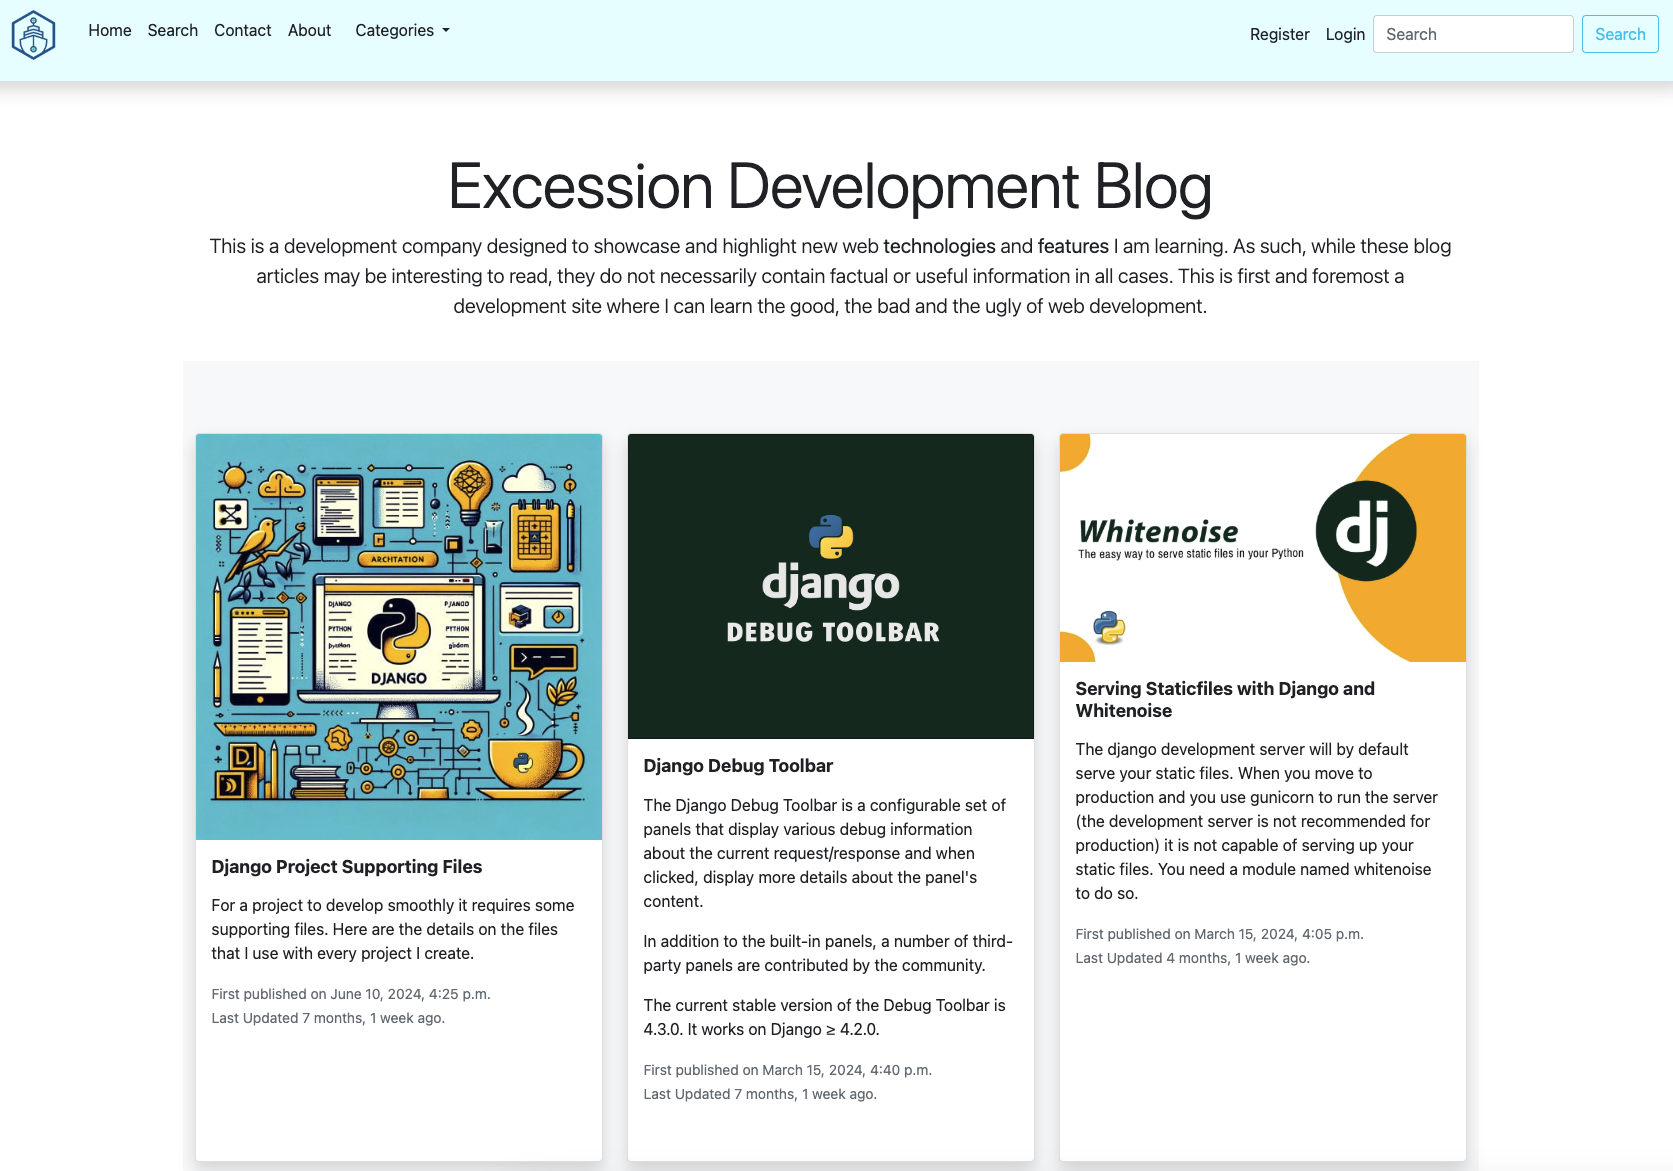 Home Search Contact About Categories
Register Login Search Search
Excession Development Blog
This is a development company designed to showcase and highlight new web technologies and features I am learning. As such, while these blog
articles may be interesting to read, they do not necessarily contain factual or useful information in all cases. This is first and foremost a
development site where I can learn the good, the bad and the ugly of web development.
ARCHITATION
DJANGO
PYTHON
PYTHON
DJANGO
D
Django Project Supporting Files
For a project to develop smoothly it requires some
supporting files. Here are the details on the files
that I use with every project I create.
First published on June 10, 2024, 4:25 p.m.
Last Updated 7 months, 1 week ago.
django
DEBUG TOOLBAR
Django Debug Toolbar
The Django Debug Toolbar is a configurable set of
panels that display various debug information
about the current request/response and when
clicked, display more details about the panel's
content.
In addition to the built-in panels, a number of third-
party panels are contributed by the community.
The current stable version of the Debug Toolbar is
4.3.0. It works on Django ≥ 4.2.0.
First published on March 15, 2024, 4:40 p.m.
Last Updated 7 months, 1 week ago.
Whitenoise
The easy way to serve static files in your Python
dj
Serving Staticfiles with Django and
Whitenoise
The django development server will by default
serve your static files. When you move to
production and you use gunicorn to run the server
(the development server is not recommended for
production) it is not capable of serving up your
static files. You need a module named whitenoise
to do so.
First published on March 15, 2024, 4:05 p.m.
Last Updated 4 months, 1 week ago.